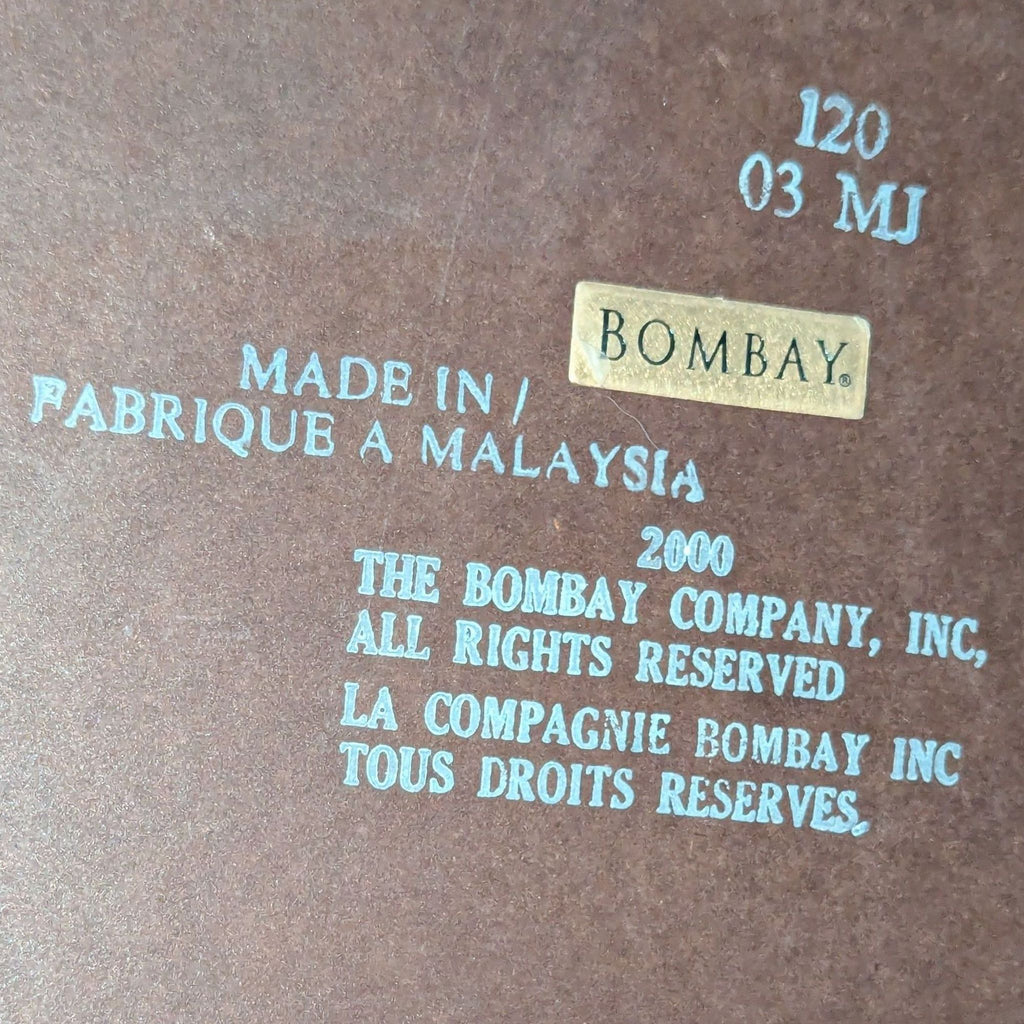 120
03 MJ
BOMBAY®
MADE IN /
FABRIQUE A MALAYSIA
2000
THE BOMBAY COMPANY, INC,
ALL RIGHTS RESERVED
LA COMPAGNIE BOMBAY INC
TOUS DROITS RESERVES,